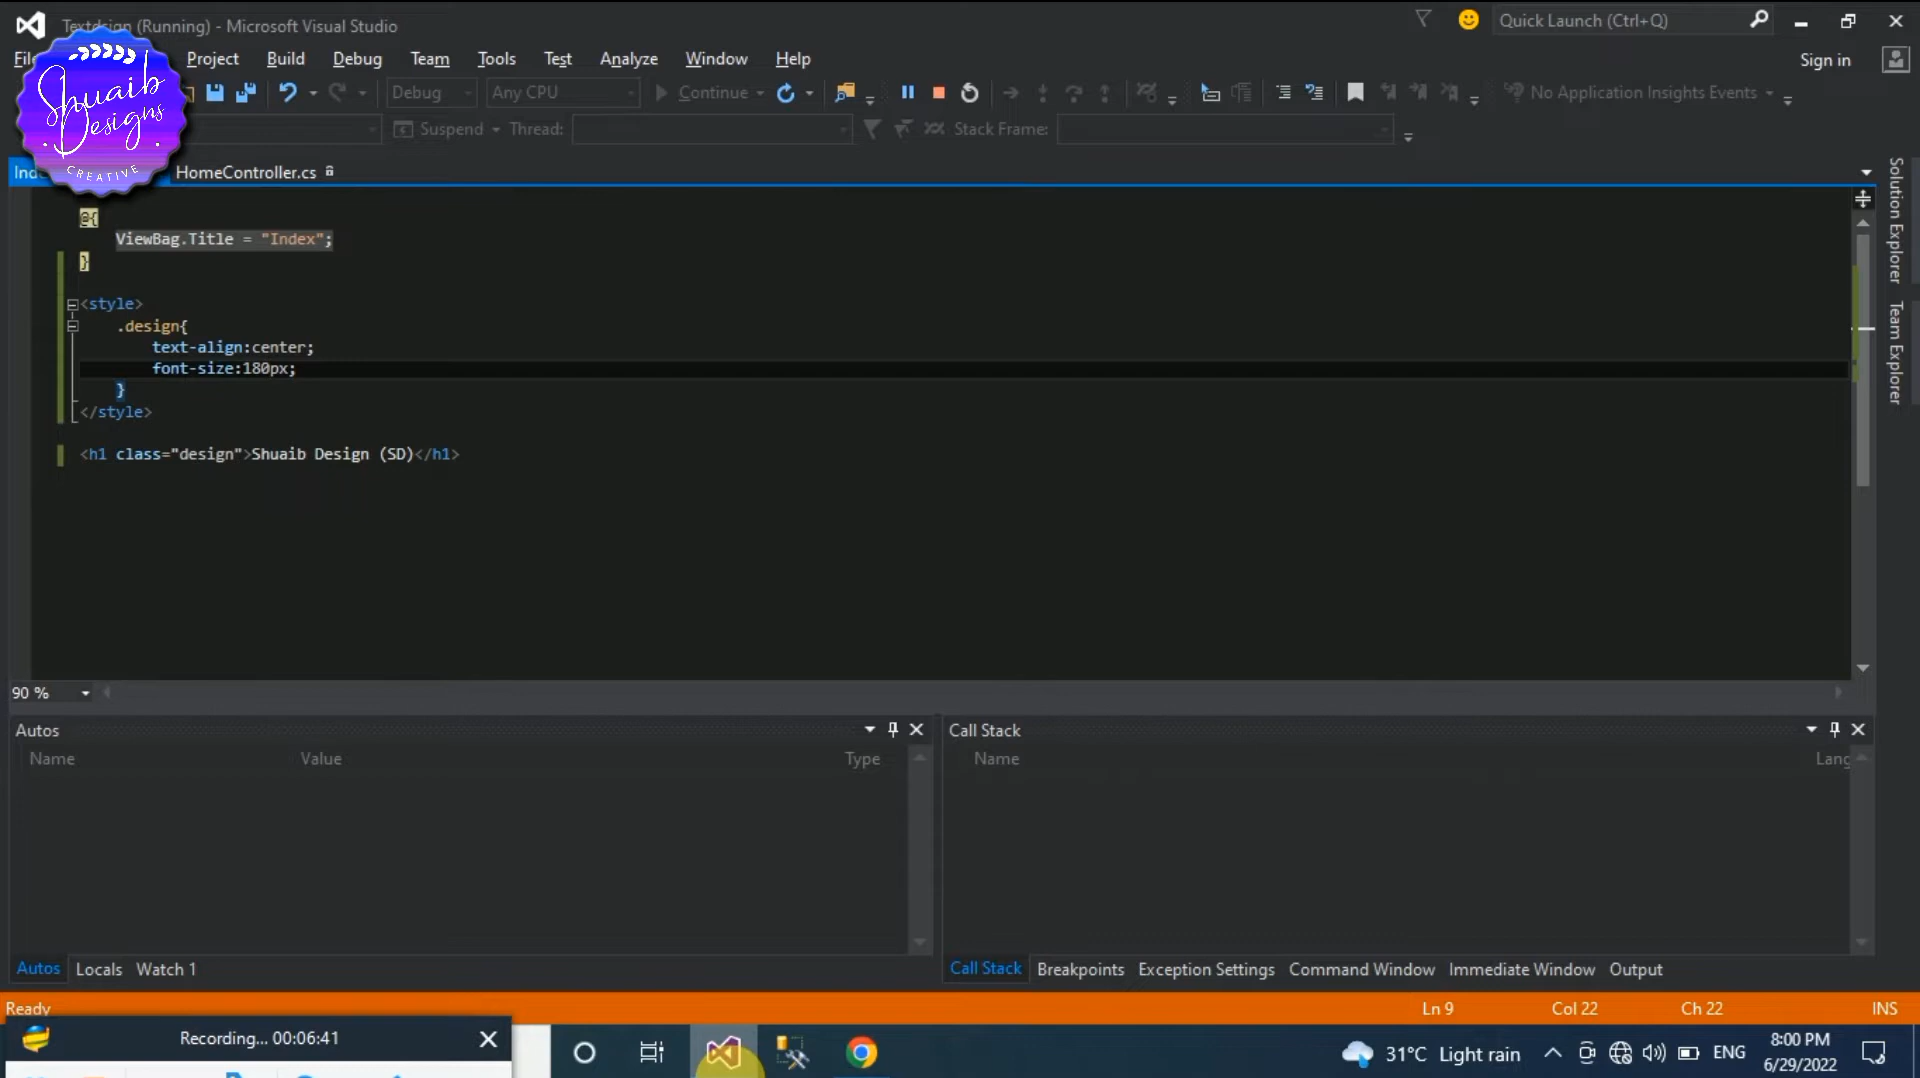 Textdsign (Running) - Microsoft Visual Studio
Quick Launch (Ctrl+Q)
Project Build Debug Team Tools Test Analyze Window Help
Sign in
Debug Any CPU Continue No Application Insights Events
Suspend Thread: Stack Frame:
Shuaib
Designs
CREATIVE
HomeController.cs
@{
ViewBag.Title = "Index";
}
<style>
.design{
text-align:center;
font-size:180px;
}
</style>
<h1 class="design">Shuaib Design (SD)</h1>
Solution Explorer
Team Explorer
90 %
Autos
Name Value Type
Call Stack
Name Lang
Autos Locals Watch 1
Call Stack Breakpoints Exception Settings Command Window Immediate Window Output
Ready
Ln 9 Col 22 Ch 22 INS
Recording... 00:06:41
31°C Light rain
ENG
8:00 PM
6/29/2022